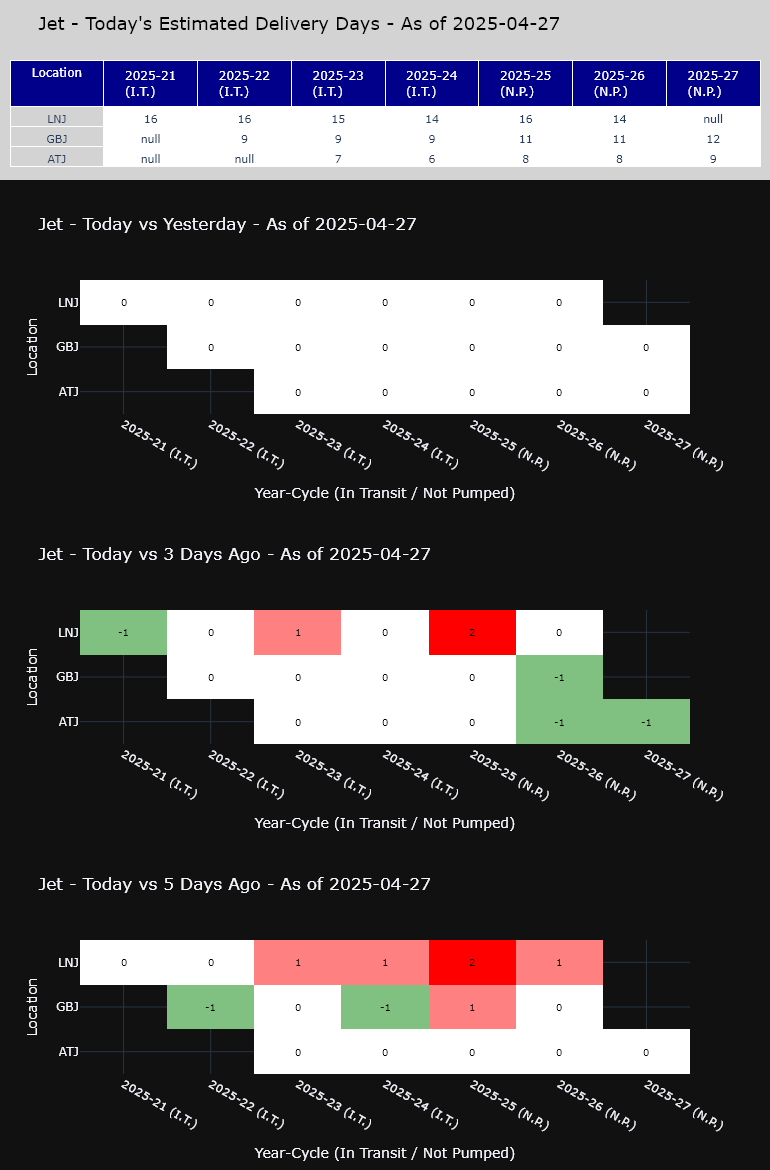 Jet - Today's Estimated Delivery Days - As of 2025-04-27
Location 2025-21 (I.T.) 2025-22 (I.T.) 2025-23 (I.T.) 2025-24 (I.T.) 2025-25 (N.P.) 2025-26 (N.P.) 2025-27 (N.P.)
LNJ 16 16 15 14 16 14 null
GBJ null 9 9 9 11 11 12
ATJ null null 7 6 8 8 9
Jet - Today vs Yesterday - As of 2025-04-27
Location
LNJ 0 0 0 0 0 0
GBJ 0 0 0 0 0 0
ATJ 0 0 0 0 0
2025-21 (I.T.) 2025-22 (I.T.) 2025-23 (I.T.) 2025-24 (I.T.) 2025-25 (N.P.) 2025-26 (N.P.) 2025-27 (N.P.)
Year-Cycle (In Transit / Not Pumped)
Jet - Today vs 3 Days Ago - As of 2025-04-27
Location
LNJ -1 0 1 0 2 0
GBJ 0 0 0 0 -1
ATJ 0 0 0 -1 -1
2025-21 (I.T.) 2025-22 (I.T.) 2025-23 (I.T.) 2025-24 (I.T.) 2025-25 (N.P.) 2025-26 (N.P.) 2025-27 (N.P.)
Year-Cycle (In Transit / Not Pumped)
Jet - Today vs 5 Days Ago - As of 2025-04-27
Location
LNJ 0 0 1 1 2 1
GBJ -1 0 -1 1 0
ATJ 0 0 0 0 0
2025-21 (I.T.) 2025-22 (I.T.) 2025-23 (I.T.) 2025-24 (I.T.) 2025-25 (N.P.) 2025-26 (N.P.) 2025-27 (N.P.)
Year-Cycle (In Transit / Not Pumped)